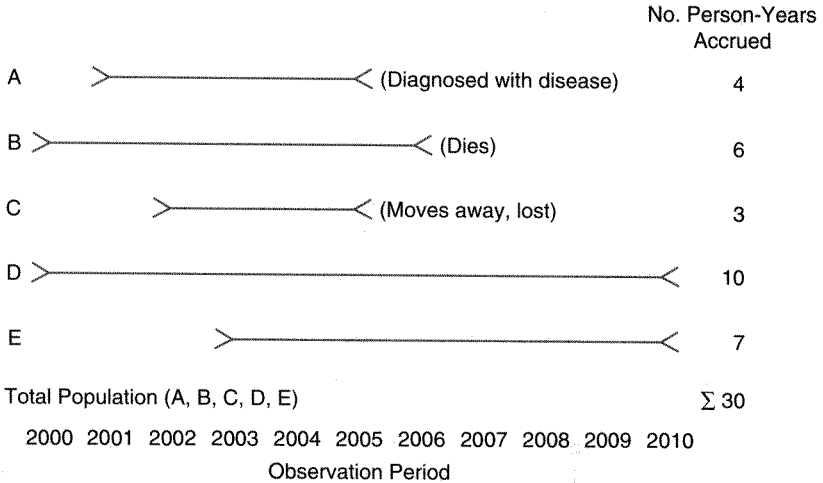 No. Person-Years
Accrued
A (Diagnosed with disease) 4
B (Dies) 6
C (Moves away, lost) 3
D 10
E 7
Total Population (A, B, C, D, E) ∑ 30
2000 2001 2002 2003 2004 2005 2006 2007 2008 2009 2010
Observation Period